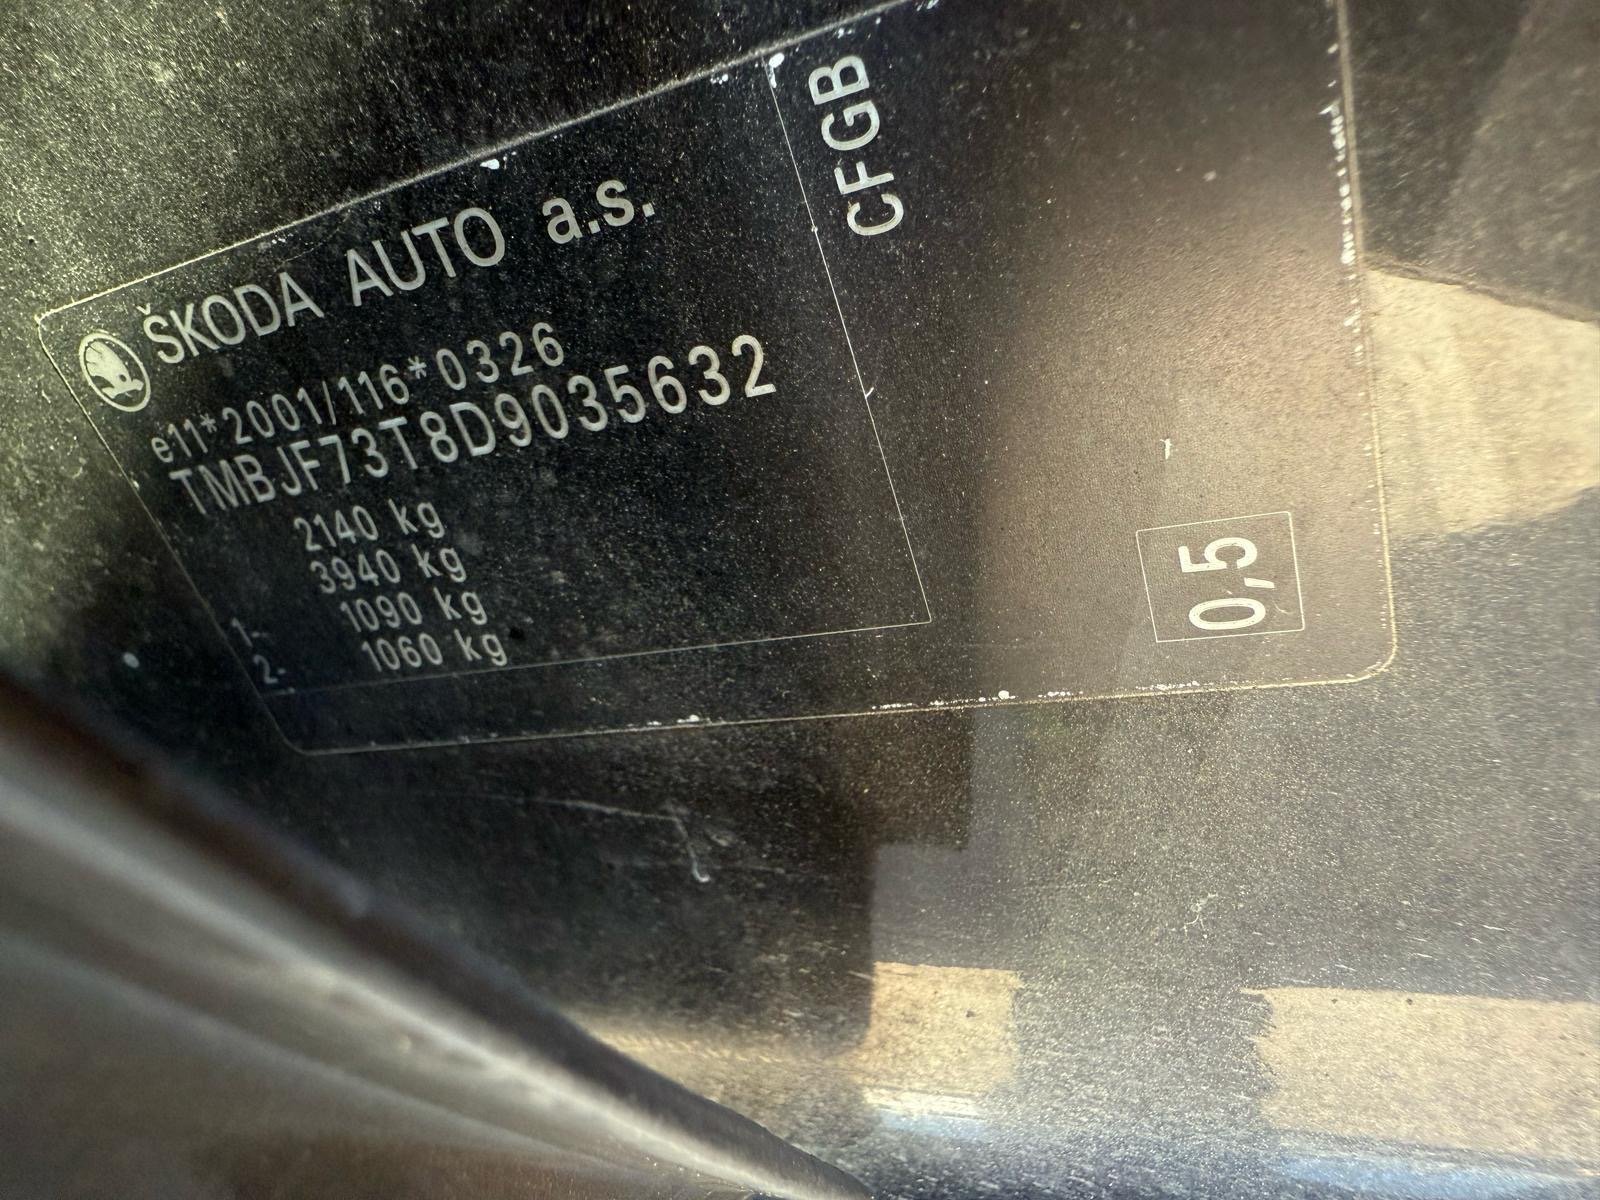 ŠKODA AUTO a.s.
e11*2001/116*0326
TMBJF73T8D9035632
2140 kg
3940 kg
1- 1090 kg
2- 1060 kg
CFGB
0,5